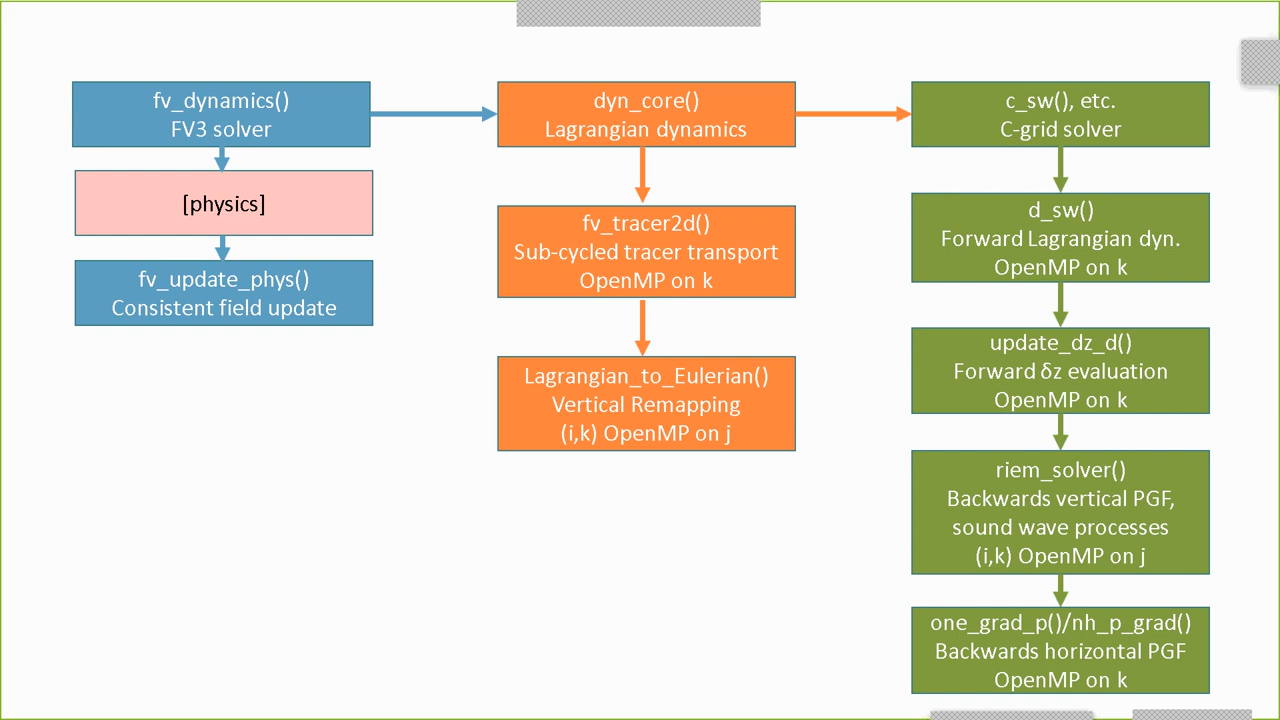 fv_dynamics()
FV3 solver
[physics]
fv_update_phys()
Consistent field update
dyn_core()
Lagrangian dynamics
fv_tracer2d()
Sub-cycled tracer transport
OpenMP on k
Lagrangian_to_Eulerian()
Vertical Remapping
(i,k) OpenMP on j
c_sw(), etc.
C-grid solver
d_sw()
Forward Lagrangian dyn.
OpenMP on k
update_dz_d()
Forward δz evaluation
OpenMP on k
riem_solver()
Backwards vertical PGF,
sound wave processes
(i,k) OpenMP on j
one_grad_p()/nh_p_grad()
Backwards horizontal PGF
OpenMP on k